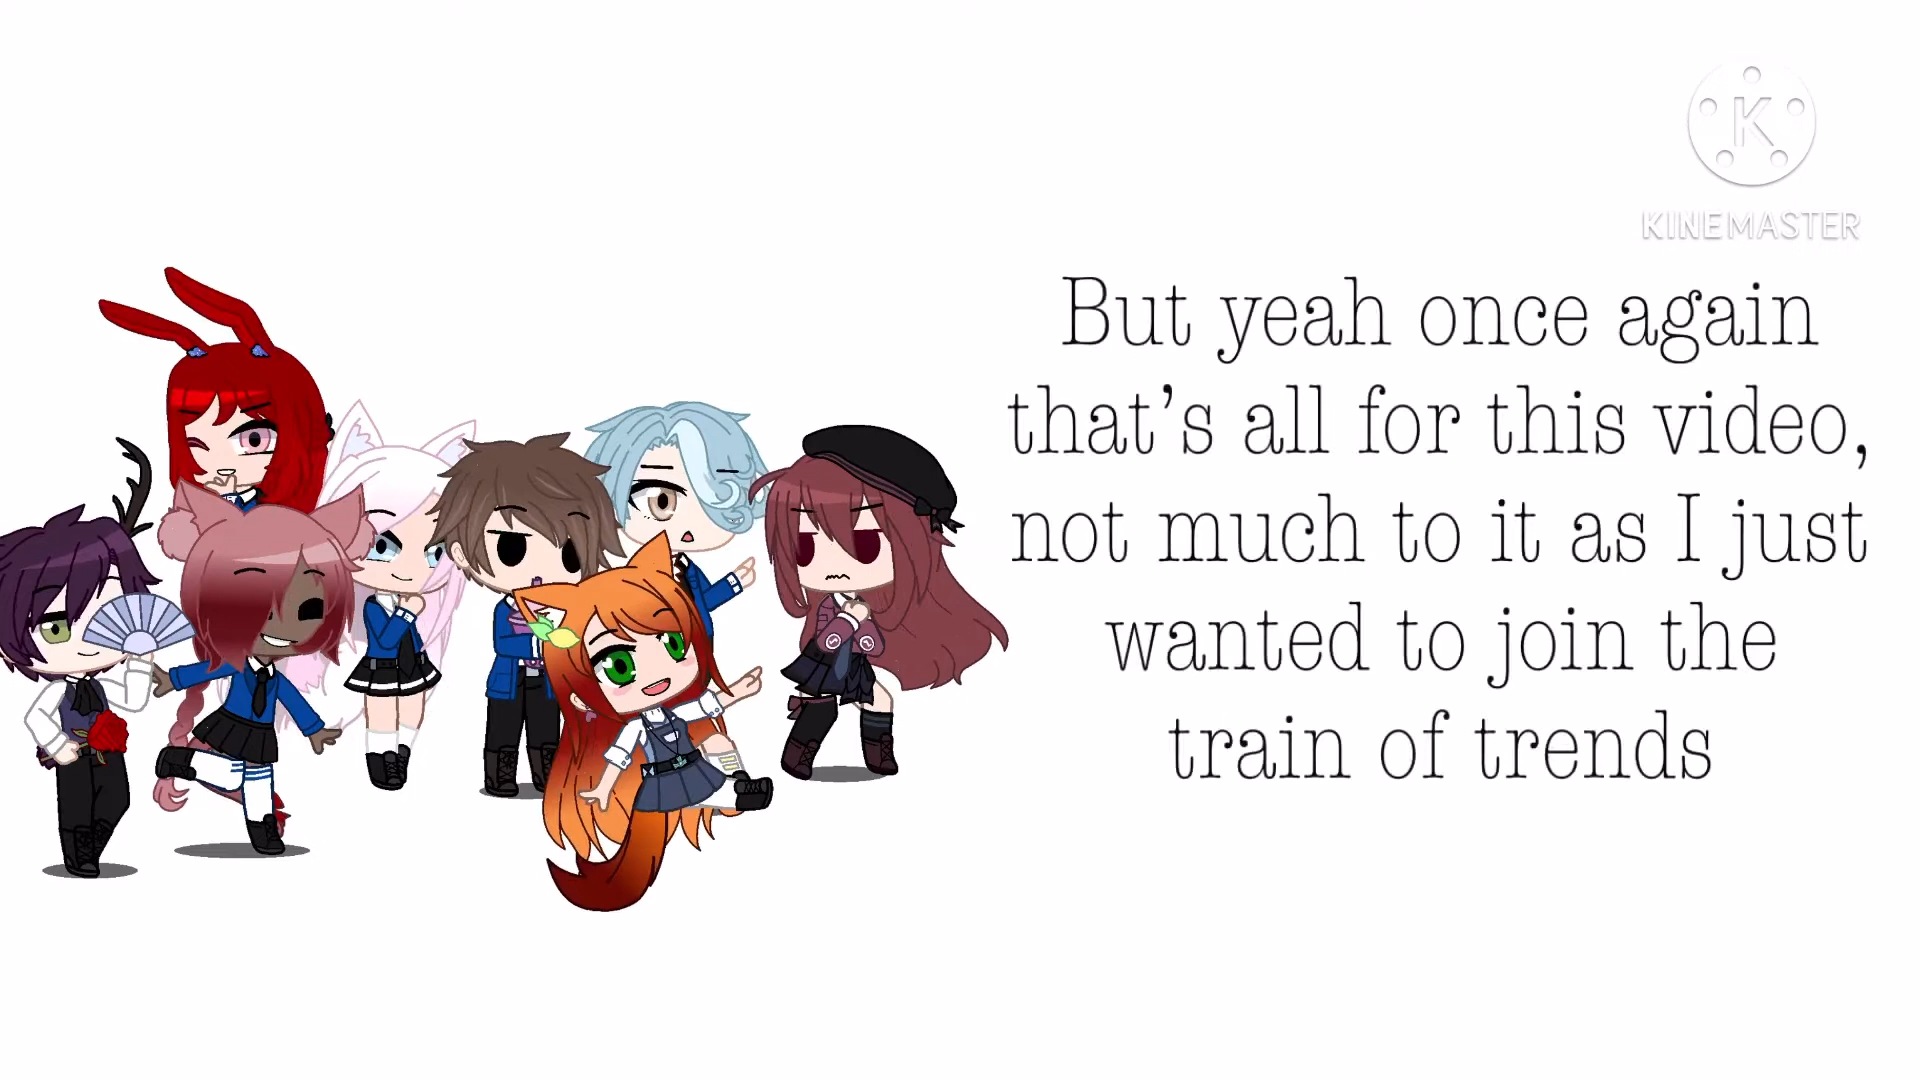 K
KINEMASTER
But yeah once again
that's all for this video,
not much to it as I just
wanted to join the
train of trends